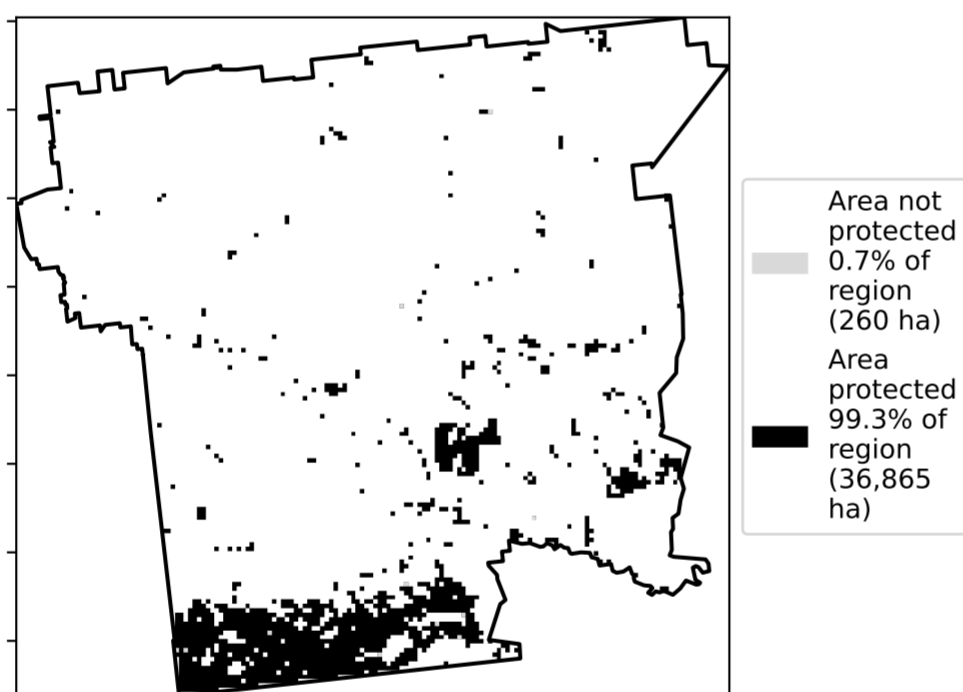 Area not
protected
0.7% of
region
(260 ha)
Area
protected
99.3% of
region
(36,865
ha)